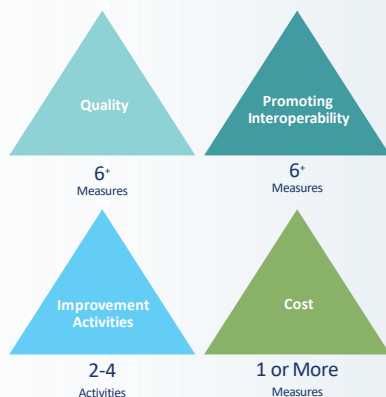 Quality
Promoting
Interoperability
6+
Measures
6+
Measures
Improvement
Activities
Cost
2-4
Activities
1 or More
Measures